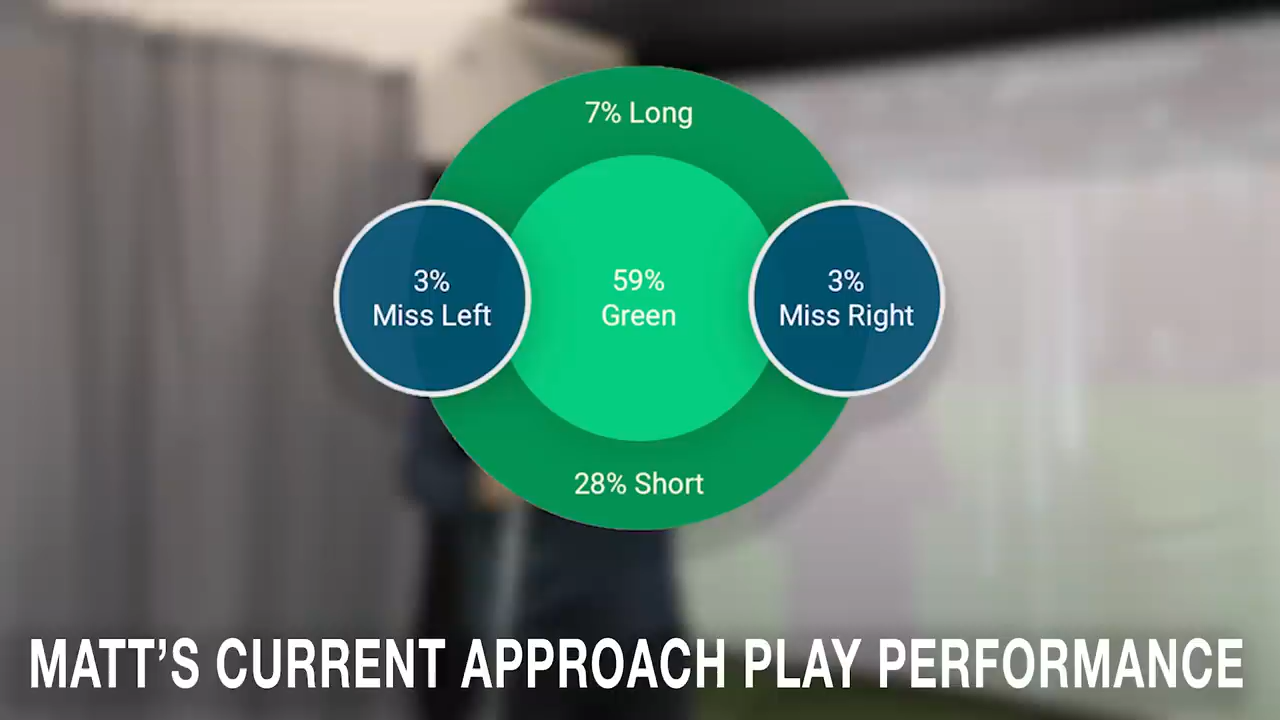 7% Long
3%
Miss Left
59%
Green
3%
Miss Right
28% Short
MATT'S CURRENT APPROACH PLAY PERFORMANCE